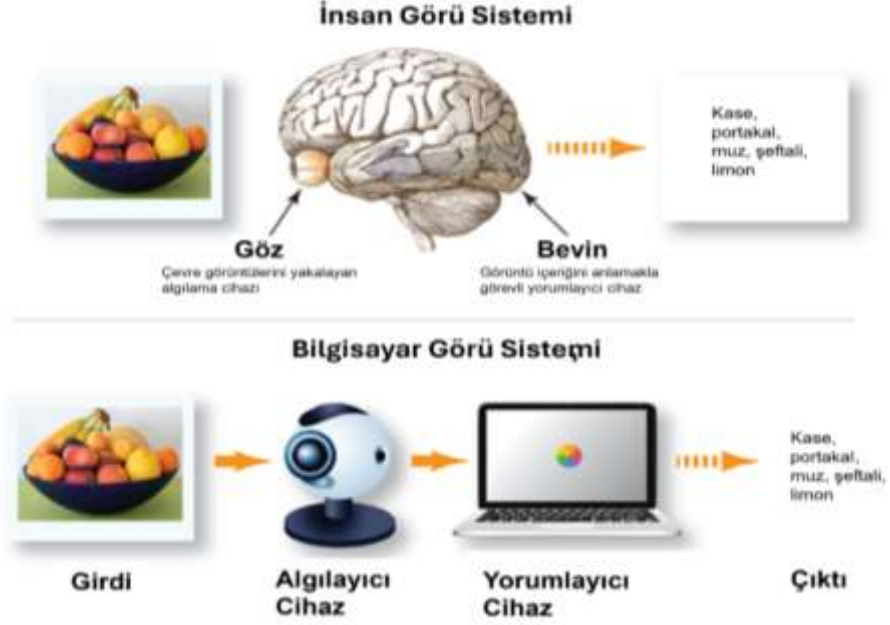 İnsan Görü Sistemi
Kase,
portakal,
muz, şeftali,
limon
Göz
Çevre görüntülerini yakalayan
algılama cihazı
Bevin
Görüntü içeriğini anlamakla
görevli yorumlayıcı cihaz
Bilgisayar Görü Sistemi
Kase,
portakal,
muz, şeftali,
limon
Girdi
Algılayıcı
Cihaz
Yorumlayıcı
Cihaz
Çıktı